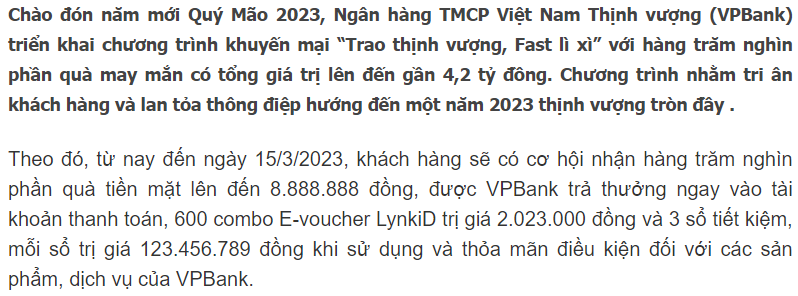 Chào đón năm mới Quý Mão 2023, Ngân hàng TMCP Việt Nam Thịnh vượng (VPBank)
triển khai chương trình khuyến mại “Trao thịnh vượng, Fast lì xì” với hàng trăm nghìn
phần quà may mắn có tổng giá trị lên đến gần 4,2 tỷ đồng. Chương trình nhằm tri ân
khách hàng và lan tỏa thông điệp hướng đến một năm 2023 thịnh vượng tròn đây .
Theo đó, từ nay đến ngày 15/3/2023, khách hàng sẽ có cơ hội nhận hàng trăm nghìn
phần quà tiền mặt lên đến 8.888.888 đồng, được VPBank trả thưởng ngay vào tài
khoản thanh toán, 600 combo E-voucher LynkiD trị giá 2.023.000 đồng và 3 sổ tiết kiệm,
mỗi sổ trị giá 123.456.789 đồng khi sử dụng và thỏa mãn điều kiện đối với các sản
phẩm, dịch vụ của VPBank.